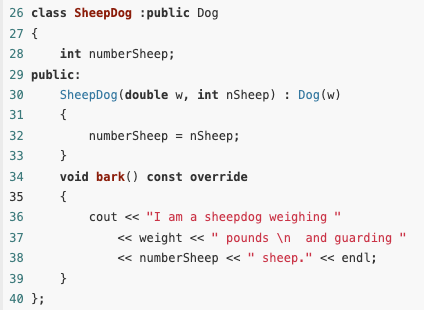 26 class SheepDog :public Dog
27 {
28     int numberSheep;
29 public:
30     SheepDog(double w, int nSheep) : Dog(w)
31     {
32         numberSheep = nSheep;
33     }
34     void bark() const override
35     {
36         cout << "I am a sheepdog weighing "
37             << weight << " pounds \n  and guarding "
38             << numberSheep << " sheep." << endl;
39     }
40 };